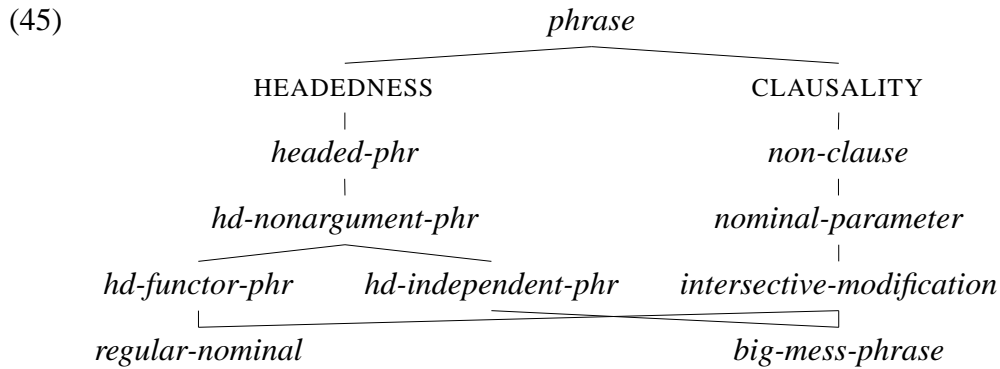 (45) phrase
HEADEDNESS CLAUSALITY
headed-phr non-clause
hd-nonargument-phr nominal-parameter
hd-functor-phr hd-independent-phr intersective-modification
regular-nominal big-mess-phrase